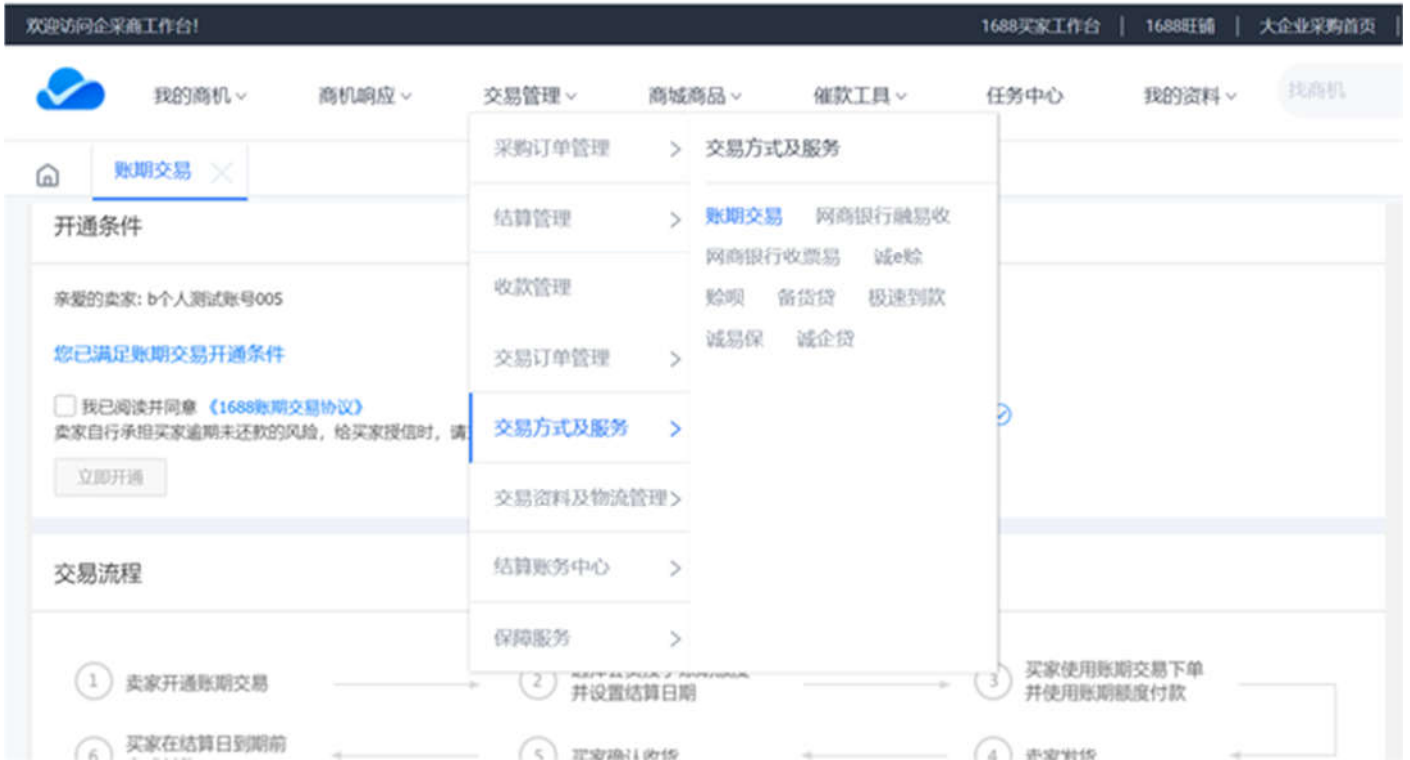 欢迎访问企采商工作台!
1688买家工作台 | 1688旺铺 | 大企业采购首页 |
我的商机 商机响应 交易管理 商城商品 催款工具 任务中心 我的资料 找商机
账期交易
开通条件
亲爱的卖家: b个人测试账号005
您已满足账期交易开通条件
我已阅读并同意 《1688账期交易协议》
卖家自行承担买家逾期未还款的风险，给买家授信时，请
立即开通
采购订单管理 >
结算管理 >
收款管理
交易订单管理 >
交易方式及服务 >
交易资料及物流管理 >
结算账务中心 >
保障服务 >
交易方式及服务
账期交易 网商银行融易收
网商银行收票易 诚e赊
赊呗 备货贷 极速到款
诚易保 诚企贷
交易流程
1 卖家开通账期交易
2
并设置结算日期
3 买家使用账期交易下单
并使用账期额度付款
6 买家在结算日到期前
5 买家确认收货
4 卖家发货